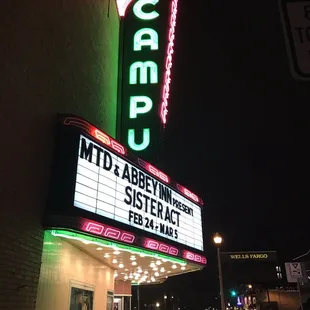 CAMPU
MTD & ABBEY INN PRESENT
SISTER ACT
FEB 24 - MAR 5
WELLS FARGO